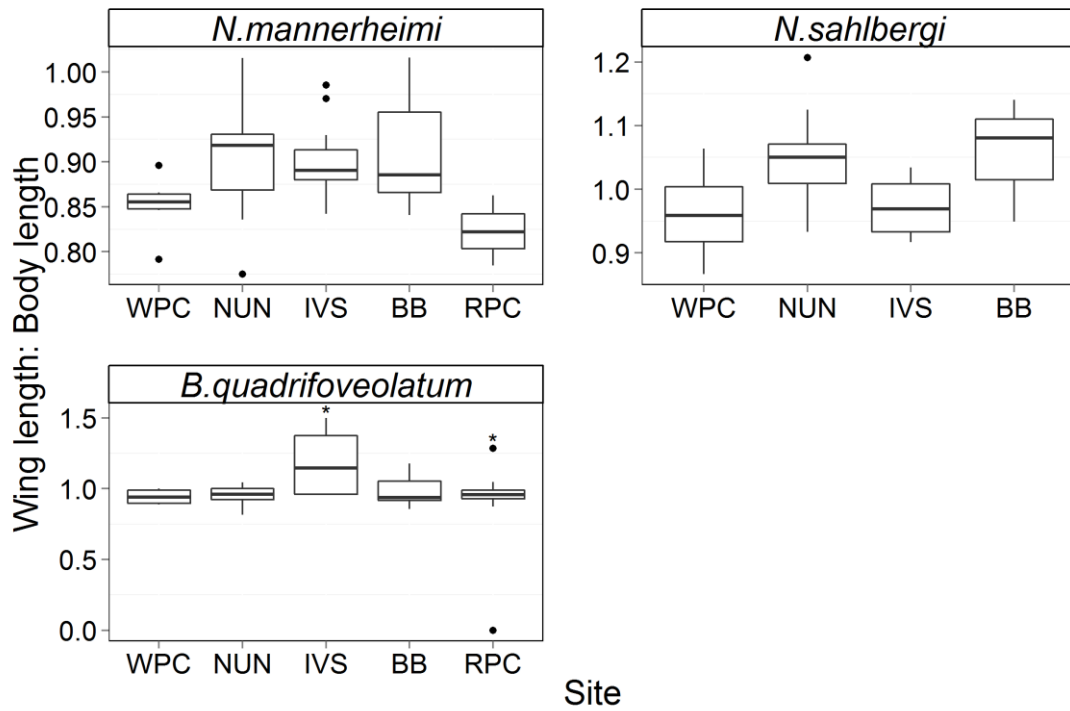 N.mannerheimi
1.00
0.95
0.90
0.85
0.80
WPC NUN IVS BB RPC
N.sahlbergi
1.2
1.1
1.0
0.9
WPC NUN IVS BB
B.quadrifoveolatum
1.5
1.0
0.5
0.0
* *
WPC NUN IVS BB RPC
Wing length: Body length
Site